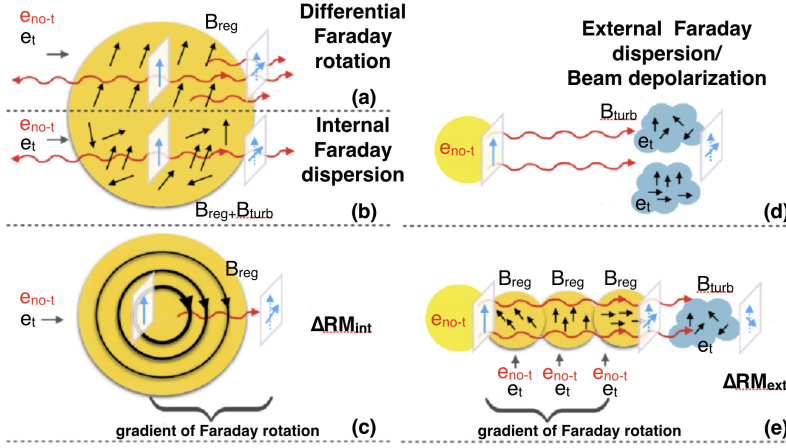 Differential
Faraday
rotation
e_no-t
e_t
B_reg
(a)
e_no-t
e_t
Internal
Faraday
dispersion
B_reg+B_turb
(b)
External Faraday
dispersion/
Beam depolarization
e_no-t
B_turb
e_t
e_t
(d)
e_no-t
e_t
B_reg
ΔRM_int
gradient of Faraday rotation
(c)
B_reg
B_reg
B_reg
B_turb
e_no-t
e_t
e_no-t
e_t
e_no-t
e_t
e_no-t
e_t
ΔRM_ext
gradient of Faraday rotation
(e)